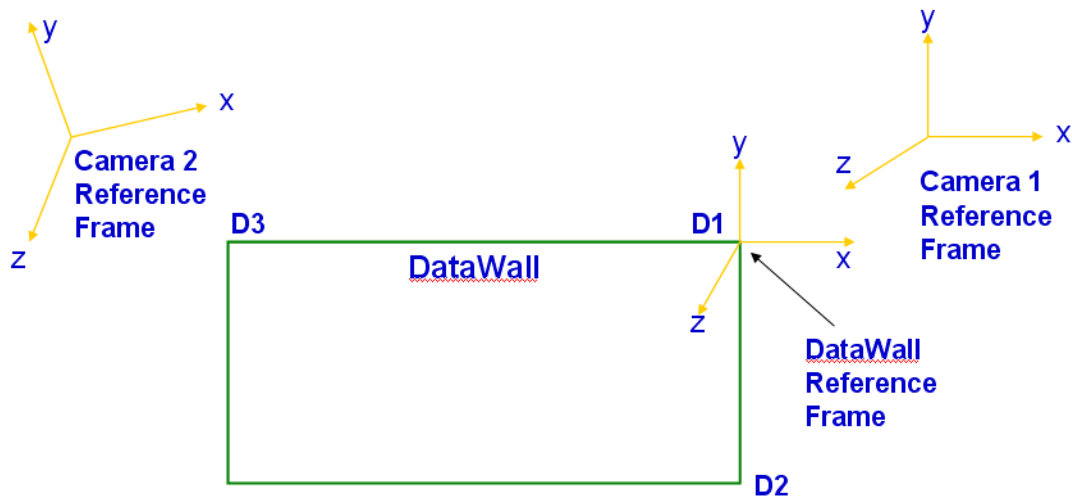 y
x
Camera 2
Reference
Frame
z
y
x
z
Camera 1
Reference
Frame
D3
D1
DataWall
y
x
z
DataWall
Reference
Frame
D2